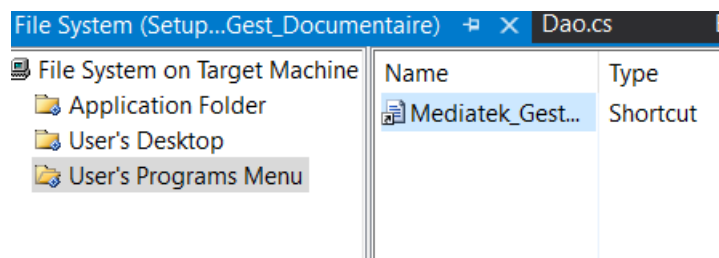 File System (Setup...Gest_Documentaire) Dao.cs
File System on Target Machine
Application Folder
User's Desktop
User's Programs Menu
Name Type
Mediatek_Gest... Shortcut